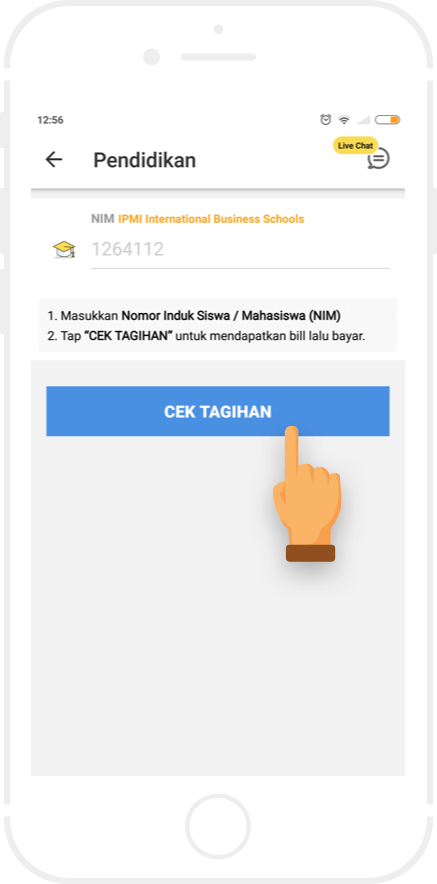 12:56
Pendidikan
Live Chat
NIM IPMI International Business Schools
1264112
1. Masukkan Nomor Induk Siswa / Mahasiswa (NIM)
2. Tap "CEK TAGIHAN" untuk mendapatkan bill lalu bayar.
CEK TAGIHAN